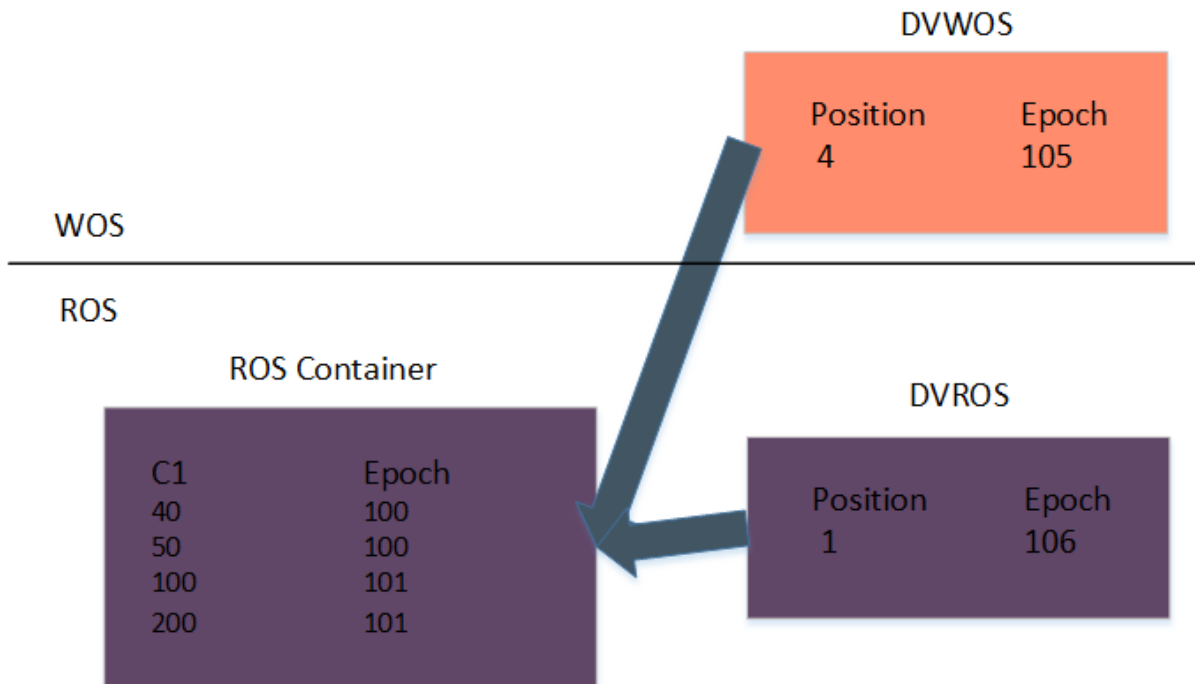 DVWOS
Position Epoch
4 105
WOS
ROS
ROS Container
C1 Epoch
40 100
50 100
100 101
200 101
DVROS
Position Epoch
1 106